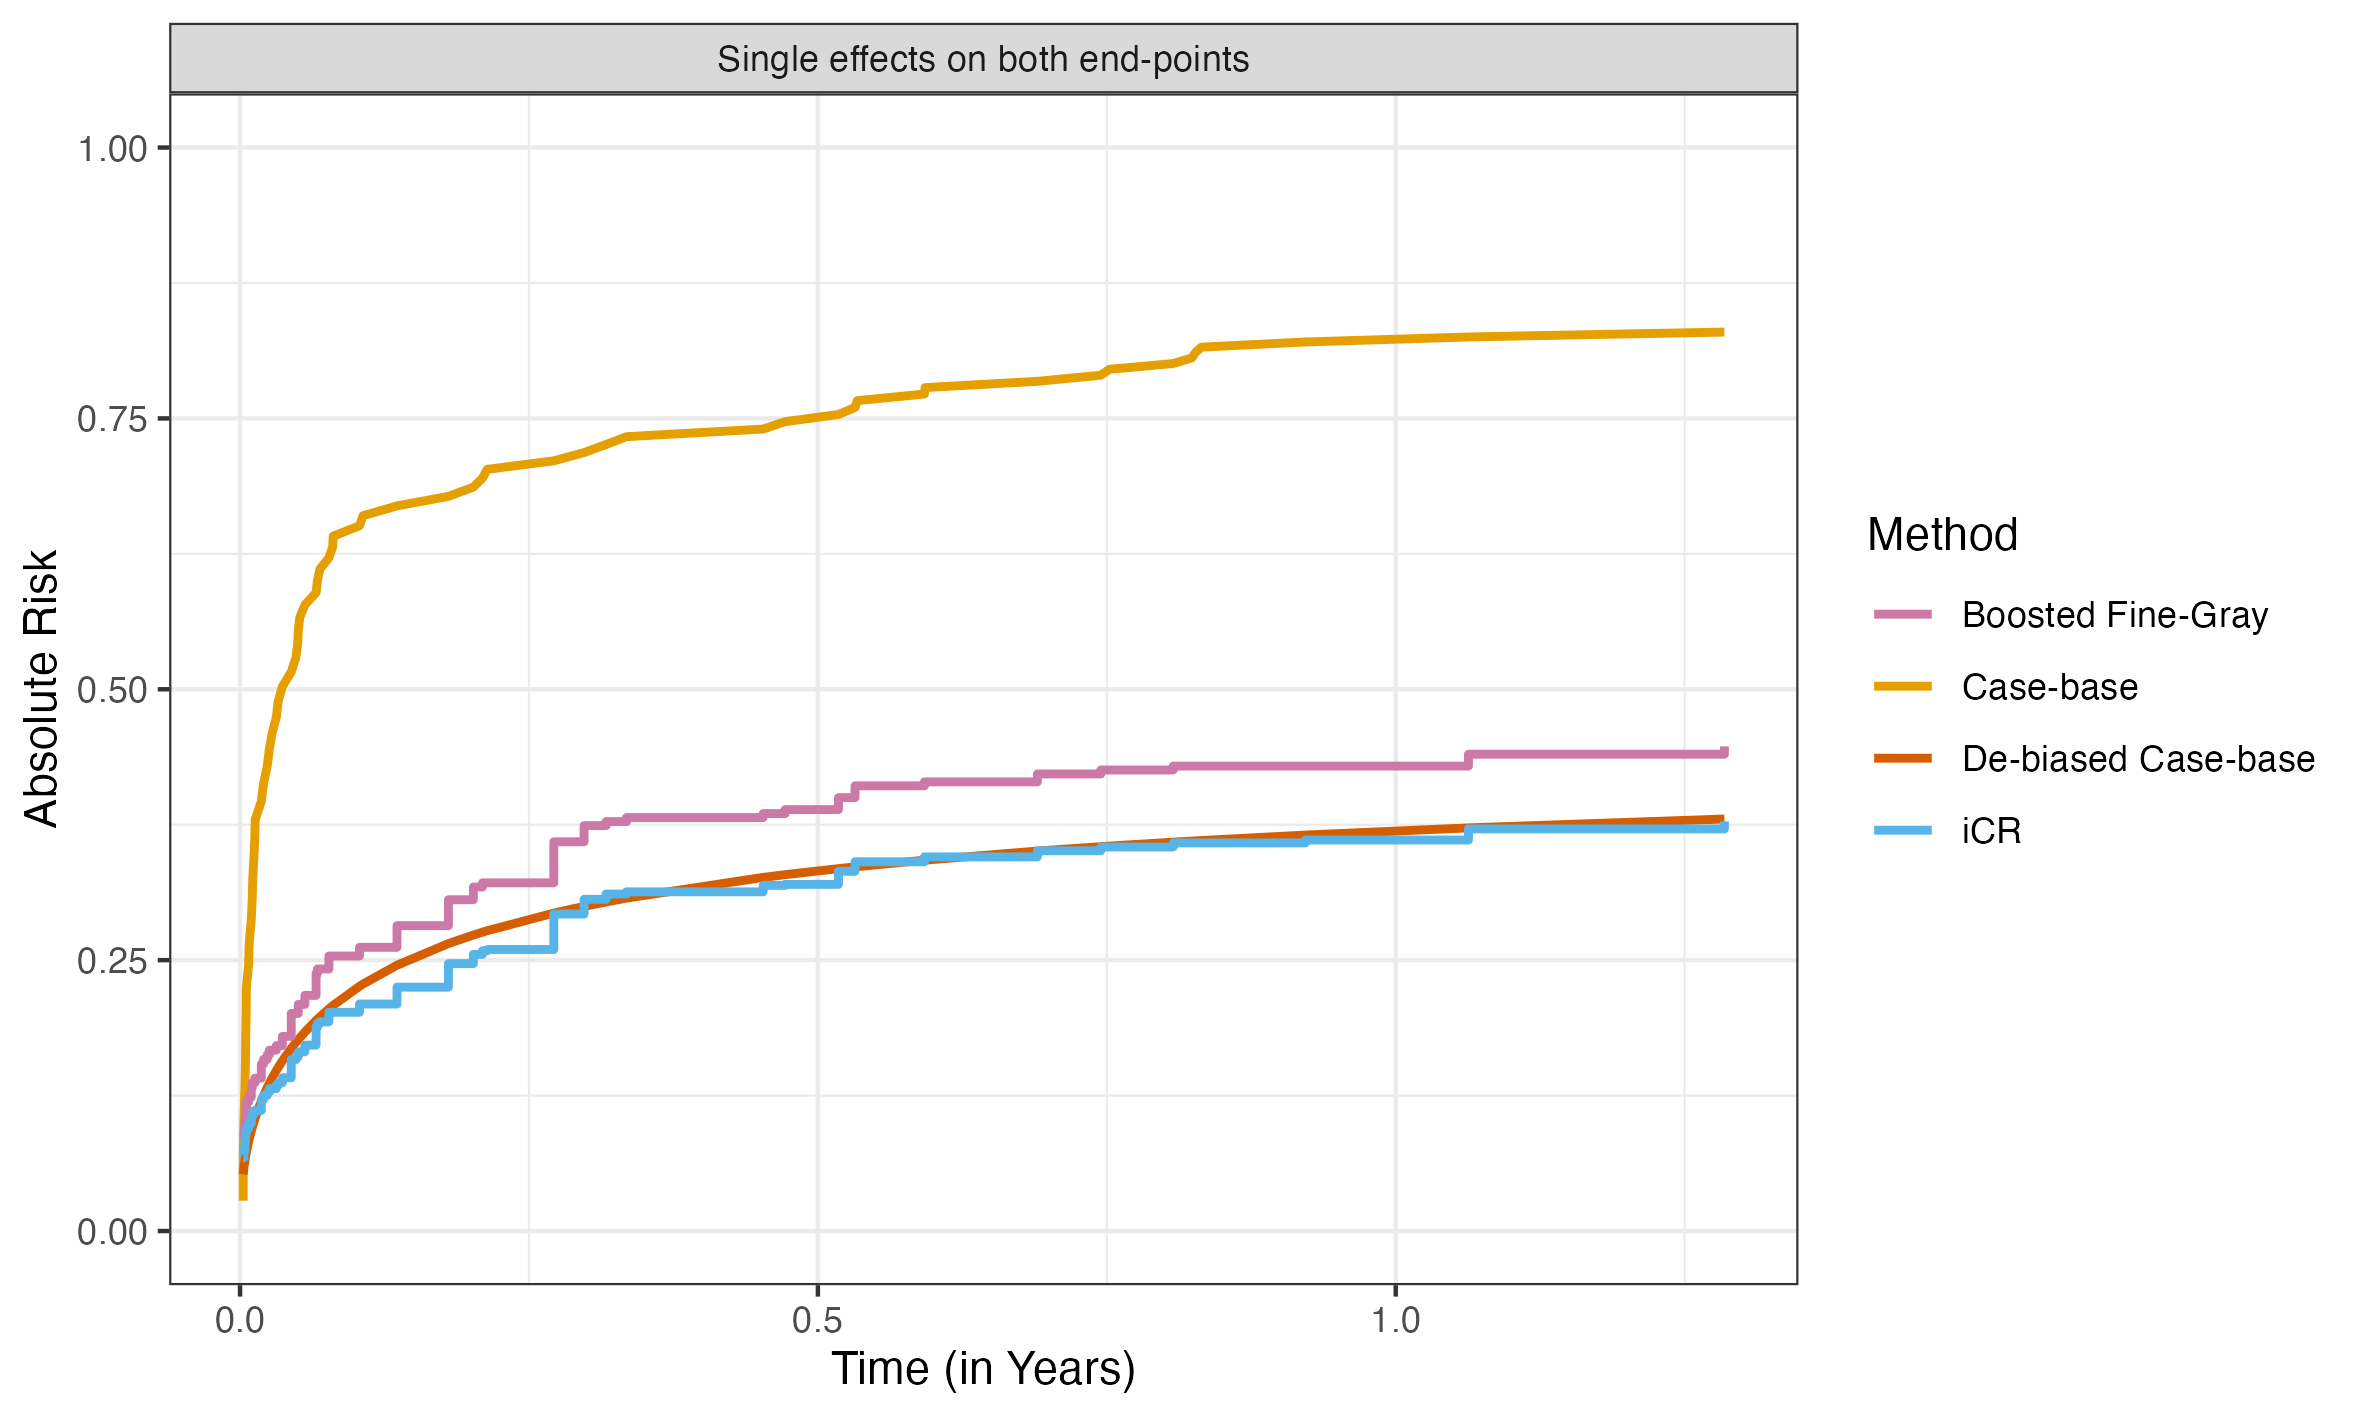 Single effects on both end-points
1.00
0.75
0.50
0.25
0.00
Absolute Risk
0.0
0.5
1.0
Time (in Years)
Method
Boosted Fine-Gray
Case-base
De-biased Case-base
iCR